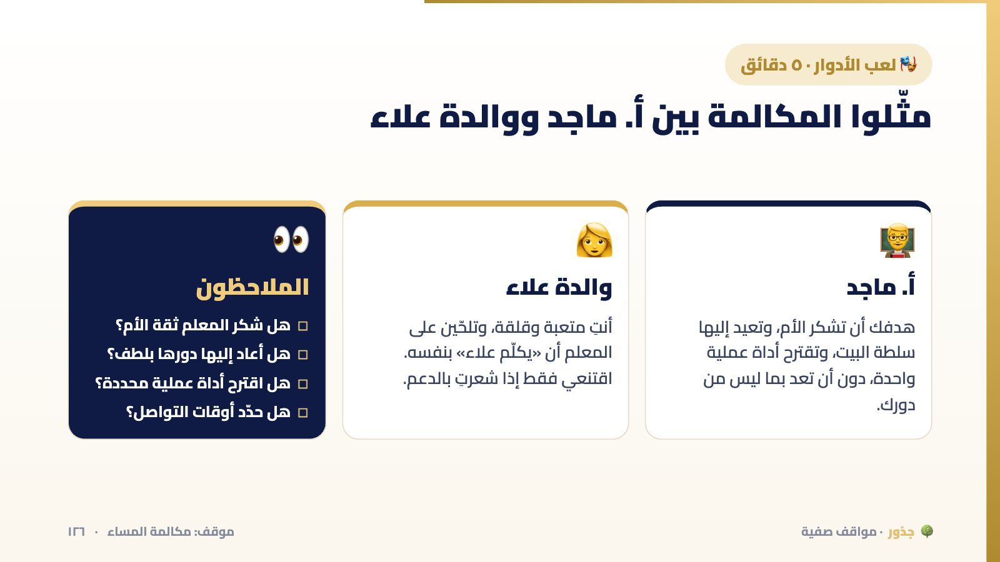 لعب الأدوار · ٥ دقائق
مثّلوا المكالمة بين أ. ماجد ووالدة علاء
أ. ماجد
هدفك أن تشكر الأم، وتعيد إليها
سلطة البيت، وتقترح أداة عملية
واحدة، دون أن تعد بما ليس من
دورك.
والدة علاء
أنتِ متعبة وقلقة، وتلحّين على
المعلم أن «يكلّم علاء» بنفسه.
اقتنعي فقط إذا شعرتِ بالدعم.
الملاحظون
هل شكر المعلم ثقة الأم؟
هل أعاد إليها دورها بلطف؟
هل اقترح أداة عملية محددة؟
هل حدّد أوقات التواصل؟
جذور · مواقف صفية
موقف: مكالمة المساء · ١٢٦